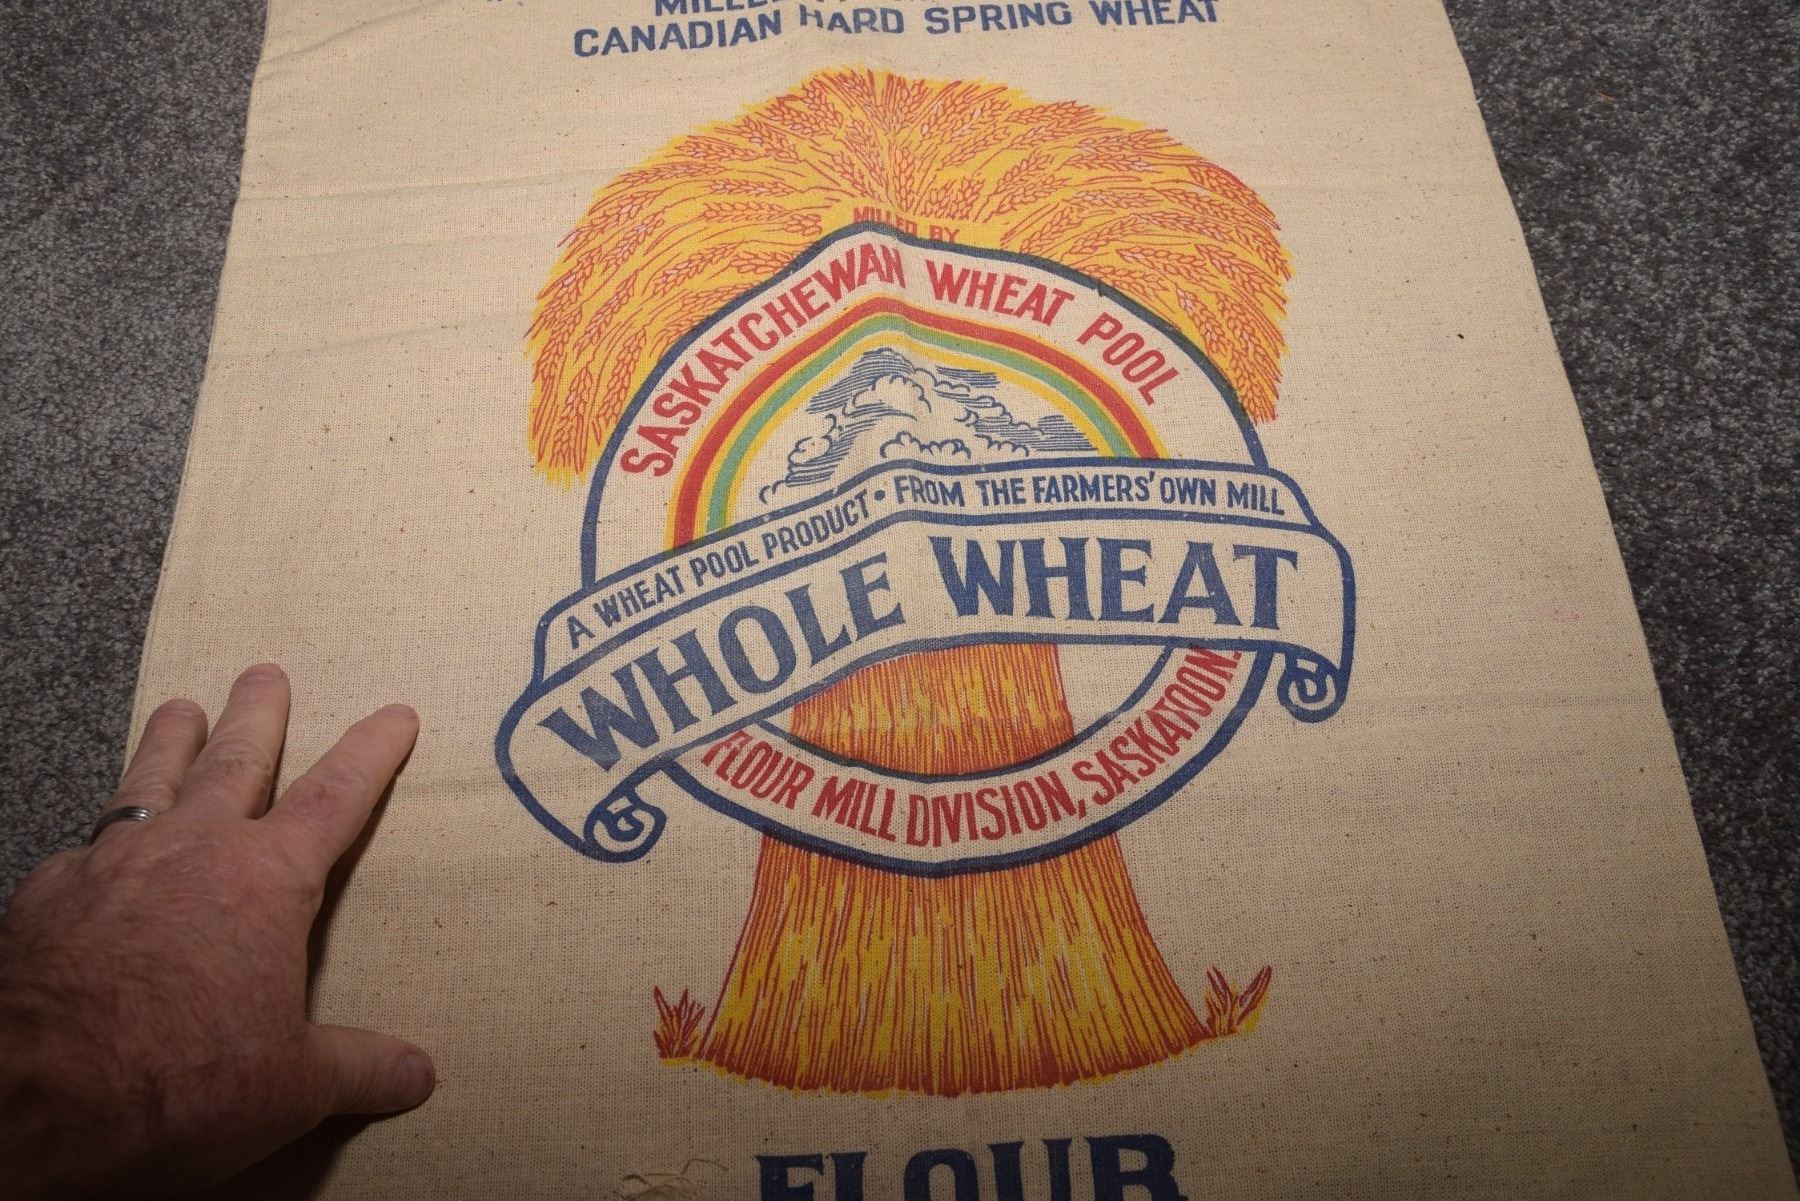 CANADIAN HARD SPRING WHEAT
MILLED BY
SASKATCHEWAN WHEAT POOL
A WHEAT POOL PRODUCT • FROM THE FARMERS' OWN MILL
WHOLE WHEAT
FLOUR MILL DIVISION, SASKATOON.
FLOUR